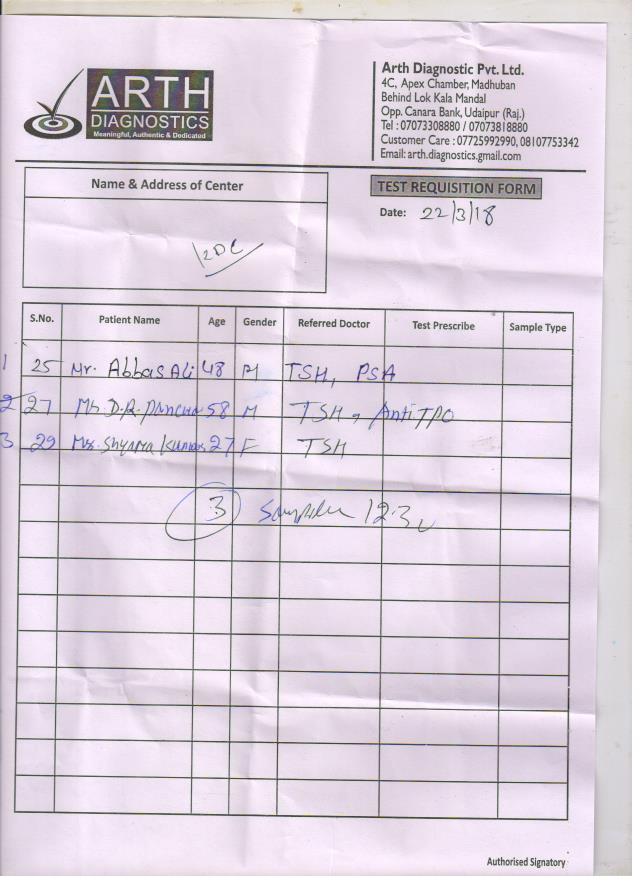 ARTH
DIAGNOSTICS
Meaningful, Authentic & Dedicated
Arth Diagnostic Pvt. Ltd.
4C, Apex Chamber, Madhuban
Behind Lok Kala Mandal
Opp. Canara Bank, Udaipur (Raj.)
Tel : 07073308880 / 07073818880
Customer Care : 07725992990, 08107753342
Email: arth.diagnostics.gmail.com
Name & Address of Center
TEST REQUISITION FORM
Date: 22/3/18
S.No. Patient Name Age Gender Referred Doctor Test Prescribe Sample Type
1 25 Mr. Abbas Ali 48 M TSH, PSA
2 27 D.R. 58 M TSH, Anti TPO
3 29 Shyama 27 F TSH
3
Authorised Signatory